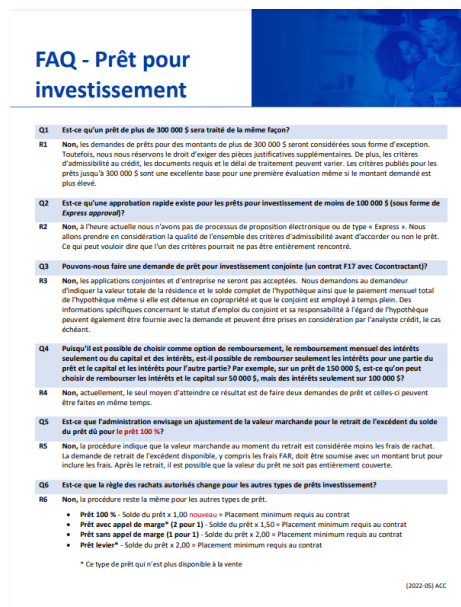 FAQ - Prêt pour
investissement
Q1 Est-ce qu'un prêt de plus de 300 000 $ sera traité de la même façon?
R1 Non, les demandes de prêts pour des montants de plus de 300 000 $ seront considérées sous forme d'exception.
Toutefois, nous nous réservons le droit d'exiger des pièces justificatives supplémentaires. De plus, les critères
d'admissibilité au crédit, les documents requis et le délai de traitement peuvent varier. Les critères publiés pour les
prêts jusqu'à 300 000 $ sont une excellente base pour une première évaluation même si le montant demandé est
plus élevé.
Q2 Est-ce qu'une approbation rapide existe pour les prêts pour investissement de moins de 100 000 $ (sous forme de
Express approval)?
R2 Non, à l'heure actuelle nous n'avons pas de processus de proposition électronique ou de type « Express ». Nous
allons prendre en considération la qualité de l'ensemble des critères d'admissibilité avant d'accorder ou non le prêt.
Ce qui peut vouloir dire que l'un des critères pourrait ne pas être entièrement rencontré.
Q3 Pouvons-nous faire une demande de prêt pour investissement conjointe (un contrat F17 avec Cocontractant)?
R3 Non, les applications conjointes et d'entreprise ne seront pas acceptées. Nous demandons au demandeur
d'indiquer la valeur totale de la résidence et le solde complet de l'hypothèque ainsi que le paiement mensuel total
de l'hypothèque même si elle est détenue en copropriété et que le conjoint est employé à temps plein. Des
informations spécifiques concernant le statut d'emploi du conjoint et sa responsabilité à l'égard de l'hypothèque
peuvent également être fournie avec la demande et peuvent être prises en considération par l'analyste crédit, le cas
échéant.
Q4 Puisqu'il est possible de choisir comme option de remboursement, le remboursement mensuel des intérêts
seulement ou du capital et des intérêts, est-il possible de rembourser seulement les intérêts pour une partie du
prêt et le capital et les intérêts pour l'autre partie? Par exemple, sur un prêt de 150 000 $, est-ce qu'on peut
choisir de rembourser les intérêts et le capital sur 50 000 $, mais des intérêts seulement sur 100 000 $?
R4 Non, actuellement, le seul moyen d'atteindre ce résultat est de faire deux demandes de prêt et celles-ci peuvent
être faites en même temps.
Q5 Est-ce que l'administration envisage un ajustement de la valeur marchande pour le retrait de l'excédent du solde
du prêt dû pour le prêt 100 %?
R5 Non, la procédure indique que la valeur marchande au moment du retrait est considérée moins les frais de rachat.
La demande de retrait de l'excédent disponible, y compris les frais FAR, doit être soumise avec un montant brut pour
inclure les frais. Après le retrait, il est possible que la valeur du prêt ne soit pas entièrement couverte.
Q6 Est-ce que la règle des rachats autorisés change pour les autres types de prêts investissement?
R6 Non, la procédure reste la même pour les autres types de prêt.
• Prêt 100 % - Solde du prêt x 1,00 nouveau = Placement minimum requis au contrat
• Prêt avec appel de marge* (2 pour 1) - Solde du prêt x 1,50 = Placement minimum requis au contrat
• Prêt sans appel de marge (1 pour 1) - Solde du prêt x 2,00 = Placement minimum requis au contrat
• Prêt levier* - Solde du prêt x 2,00 = Placement minimum requis au contrat
* Ce type de prêt qui n'est plus disponible à la vente
(2022-05) ACC